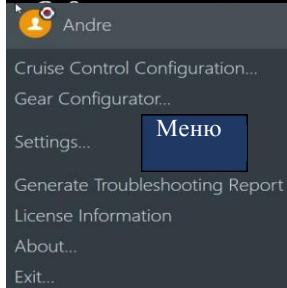 Andre
Cruise Control Configuration...
Gear Configurator...
Settings...
Меню
Generate Troubleshooting Report
License Information
About...
Exit...